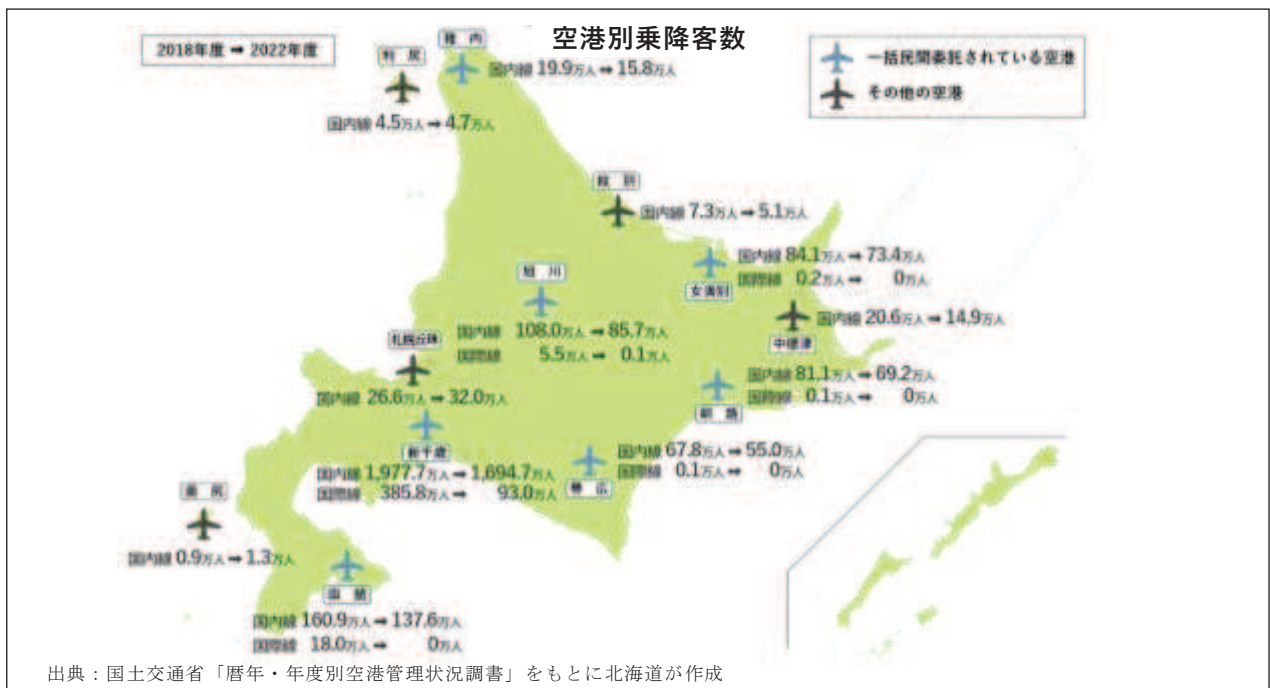 空港別乗降客数
2018年度 ➡ 2022年度
一括民間委託されている空港
その他の空港
稚内
国内線 19.9万人 ➡ 15.8万人
利尻
国内線 4.5万人 ➡ 4.7万人
紋別
国内線 7.3万人 ➡ 5.1万人
女満別
国内線 84.1万人 ➡ 73.4万人
国際線 0.2万人 ➡ 0万人
旭川
国内線 108.0万人 ➡ 85.7万人
国際線 5.5万人 ➡ 0.1万人
中標津
国内線 20.6万人 ➡ 14.9万人
札幌丘珠
国内線 26.6万人 ➡ 32.0万人
釧路
国内線 81.1万人 ➡ 69.2万人
国際線 0.1万人 ➡ 0万人
新千歳
国内線 1,977.7万人 ➡ 1,694.7万人
国際線 385.8万人 ➡ 93.0万人
帯広
国内線 67.8万人 ➡ 55.0万人
国際線 0.1万人 ➡ 0万人
奥尻
国内線 0.9万人 ➡ 1.3万人
函館
国内線 160.9万人 ➡ 137.6万人
国際線 18.0万人 ➡ 0万人
出典：国土交通省「暦年・年度別空港管理状況調書」をもとに北海道が作成